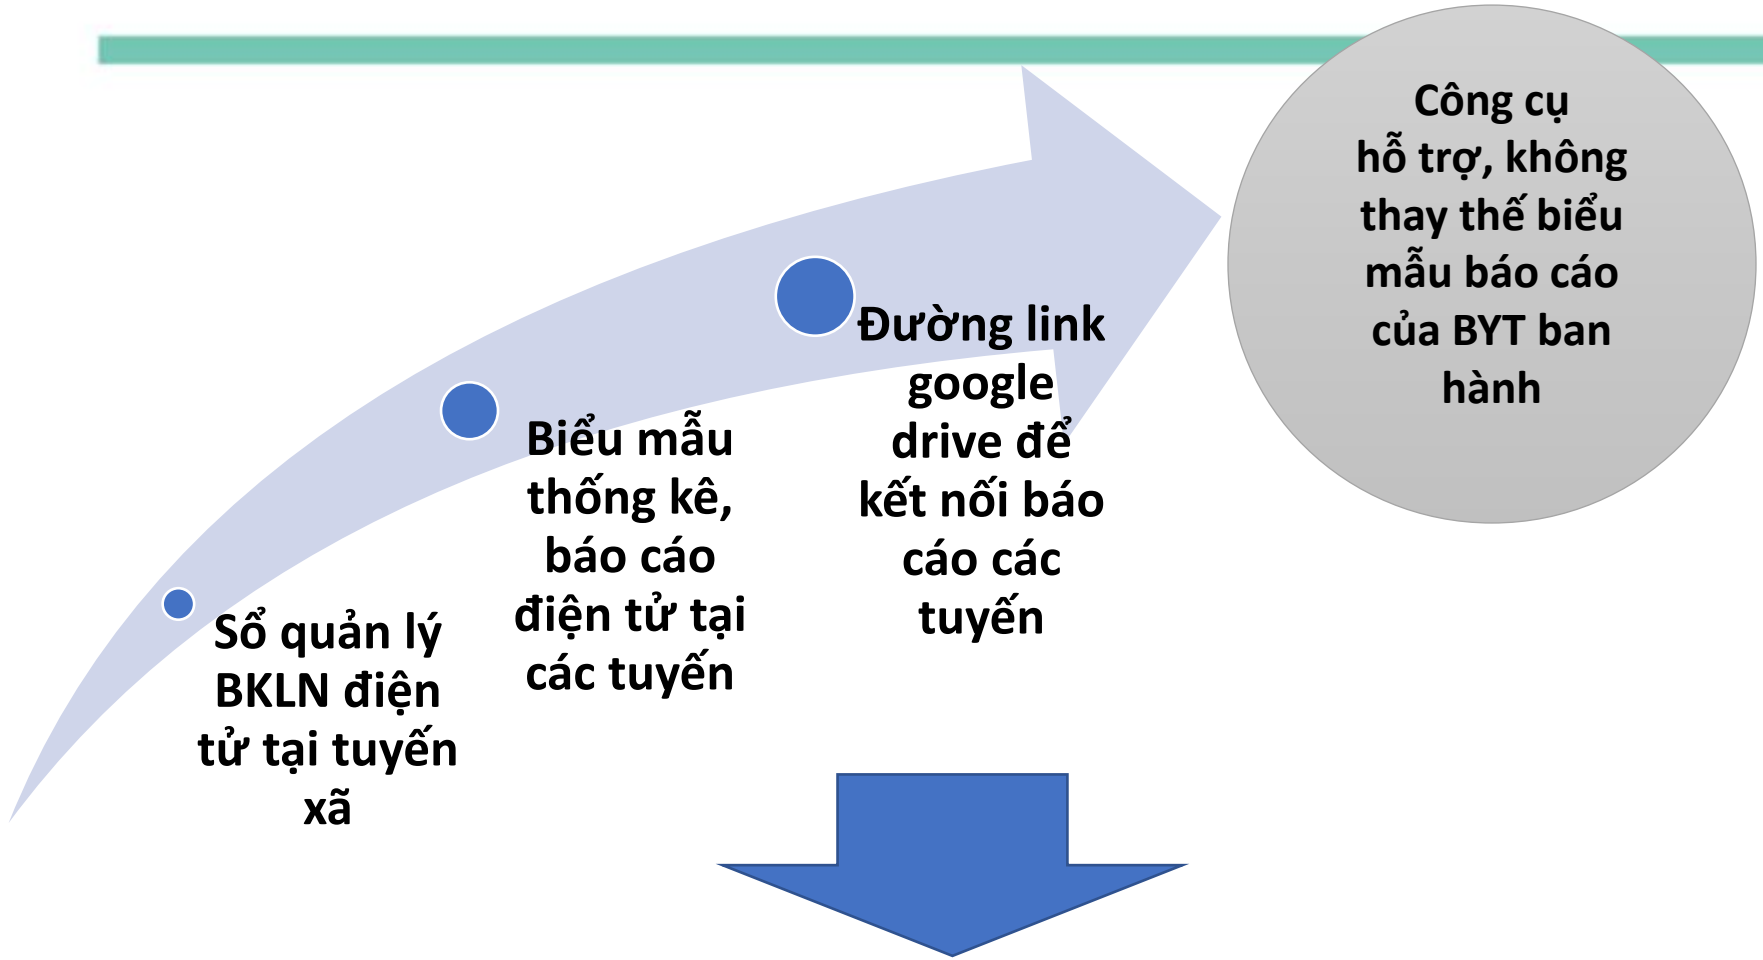 Sổ quản lý
BKLN điện
tử tại tuyến
xã
Biểu mẫu
thống kê,
báo cáo
điện tử tại
các tuyến
Đường link
google
drive để
kết nối báo
cáo các
tuyến
Công cụ
hỗ trợ, không
thay thế biểu
mẫu báo cáo
của BYT ban
hành